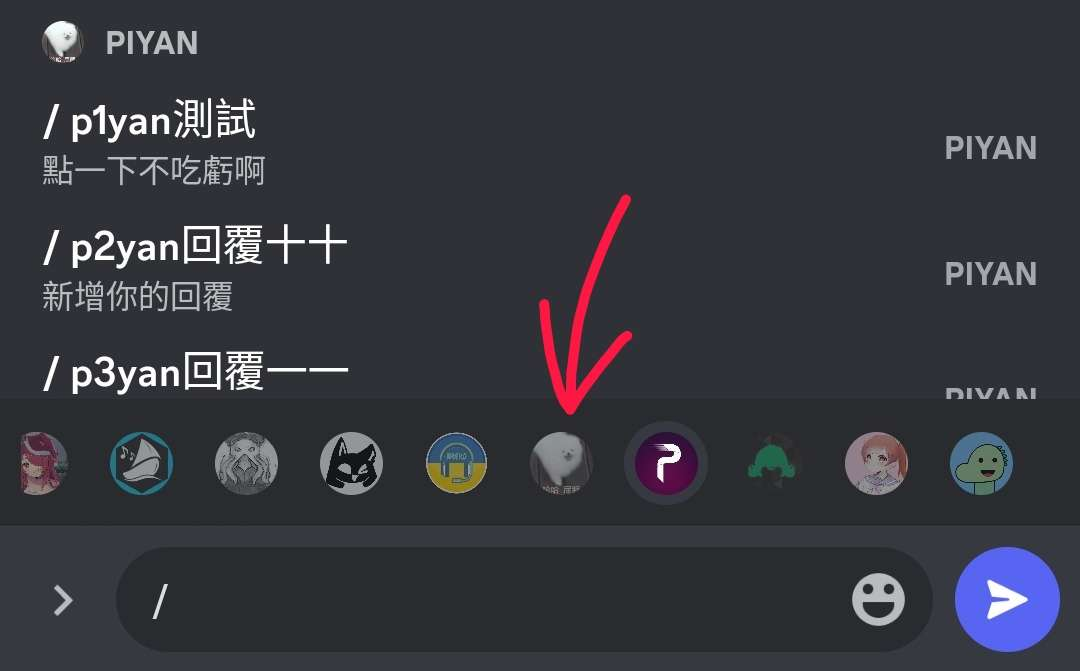 PIYAN
/ p1yan測試
點一下不吃虧啊
PIYAN
/ p2yan回覆十十
新增你的回覆
PIYAN
/ p3yan回覆一一
PIYAN
/